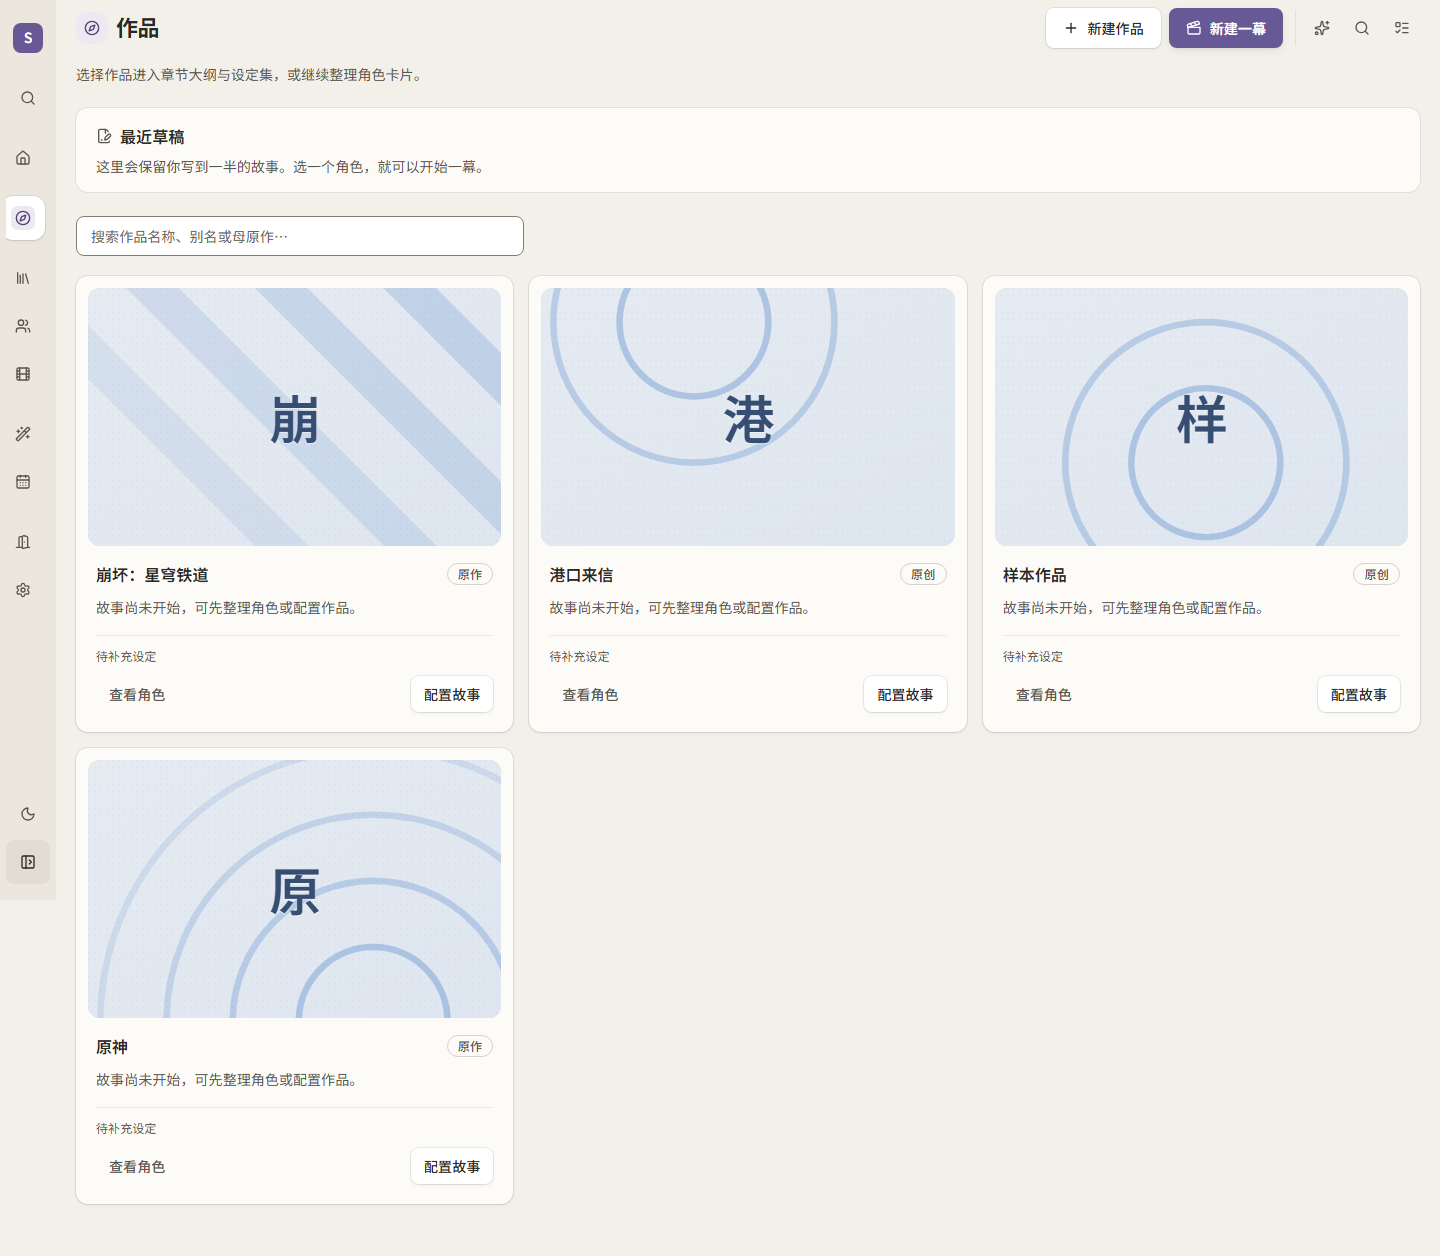 S
作品
新建作品
新建一幕
选择作品进入章节大纲与设定集，或继续整理角色卡片。
最近草稿
这里会保留你写到一半的故事。选一个角色，就可以开始一幕。
搜索作品名称、别名或母原作…
崩
崩坏：星穹铁道
原作
故事尚未开始，可先整理角色或配置作品。
待补充设定
查看角色
配置故事
港
港口来信
原创
故事尚未开始，可先整理角色或配置作品。
待补充设定
查看角色
配置故事
样
样本作品
原创
故事尚未开始，可先整理角色或配置作品。
待补充设定
查看角色
配置故事
原
原神
原作
故事尚未开始，可先整理角色或配置作品。
待补充设定
查看角色
配置故事